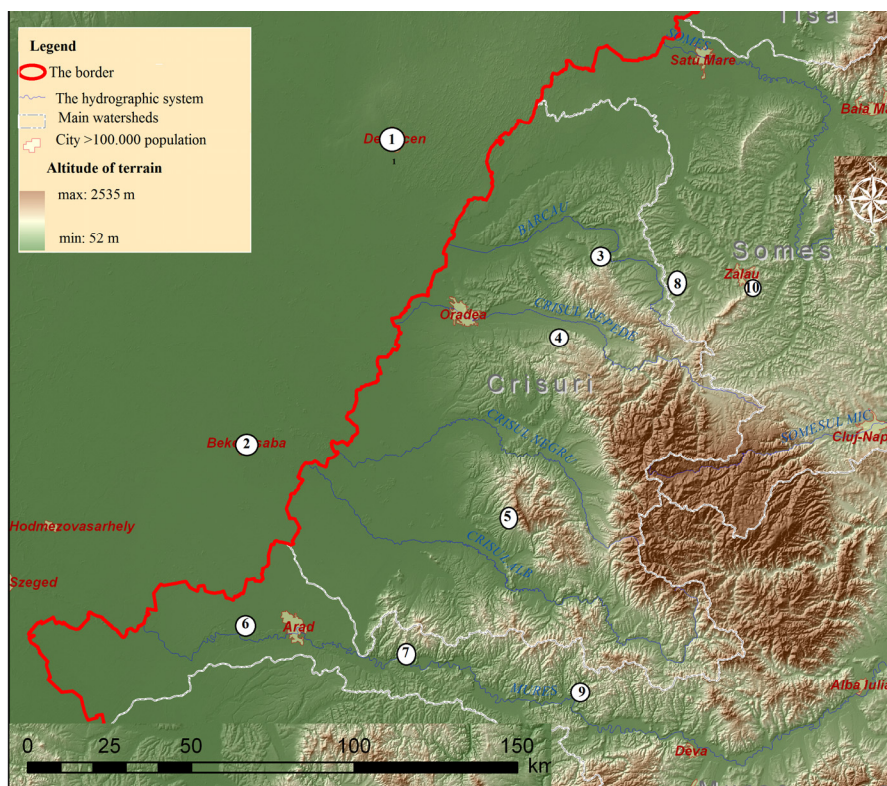 Tisa
Legend
The border
The hydrographic system
Main watersheds
City >100.000 population
Altitude of terrain
max: 2535 m
min: 52 m
SOMES
Satu Mare
Baia Ma
N
W
1
1
BARCAU
3
Somes
Zalau
8
10
Oradea
CRISUL REPEDE
4
Crisuri
CRISUL NEGRU
SOMESUL MIC
Cluj-Nap
2
5
Hodmezovasarhely
CRISUL ALB
Szeged
6
Arad
7
MURES
9
Alba Iulia
Deva
0 25 50 100 150
km